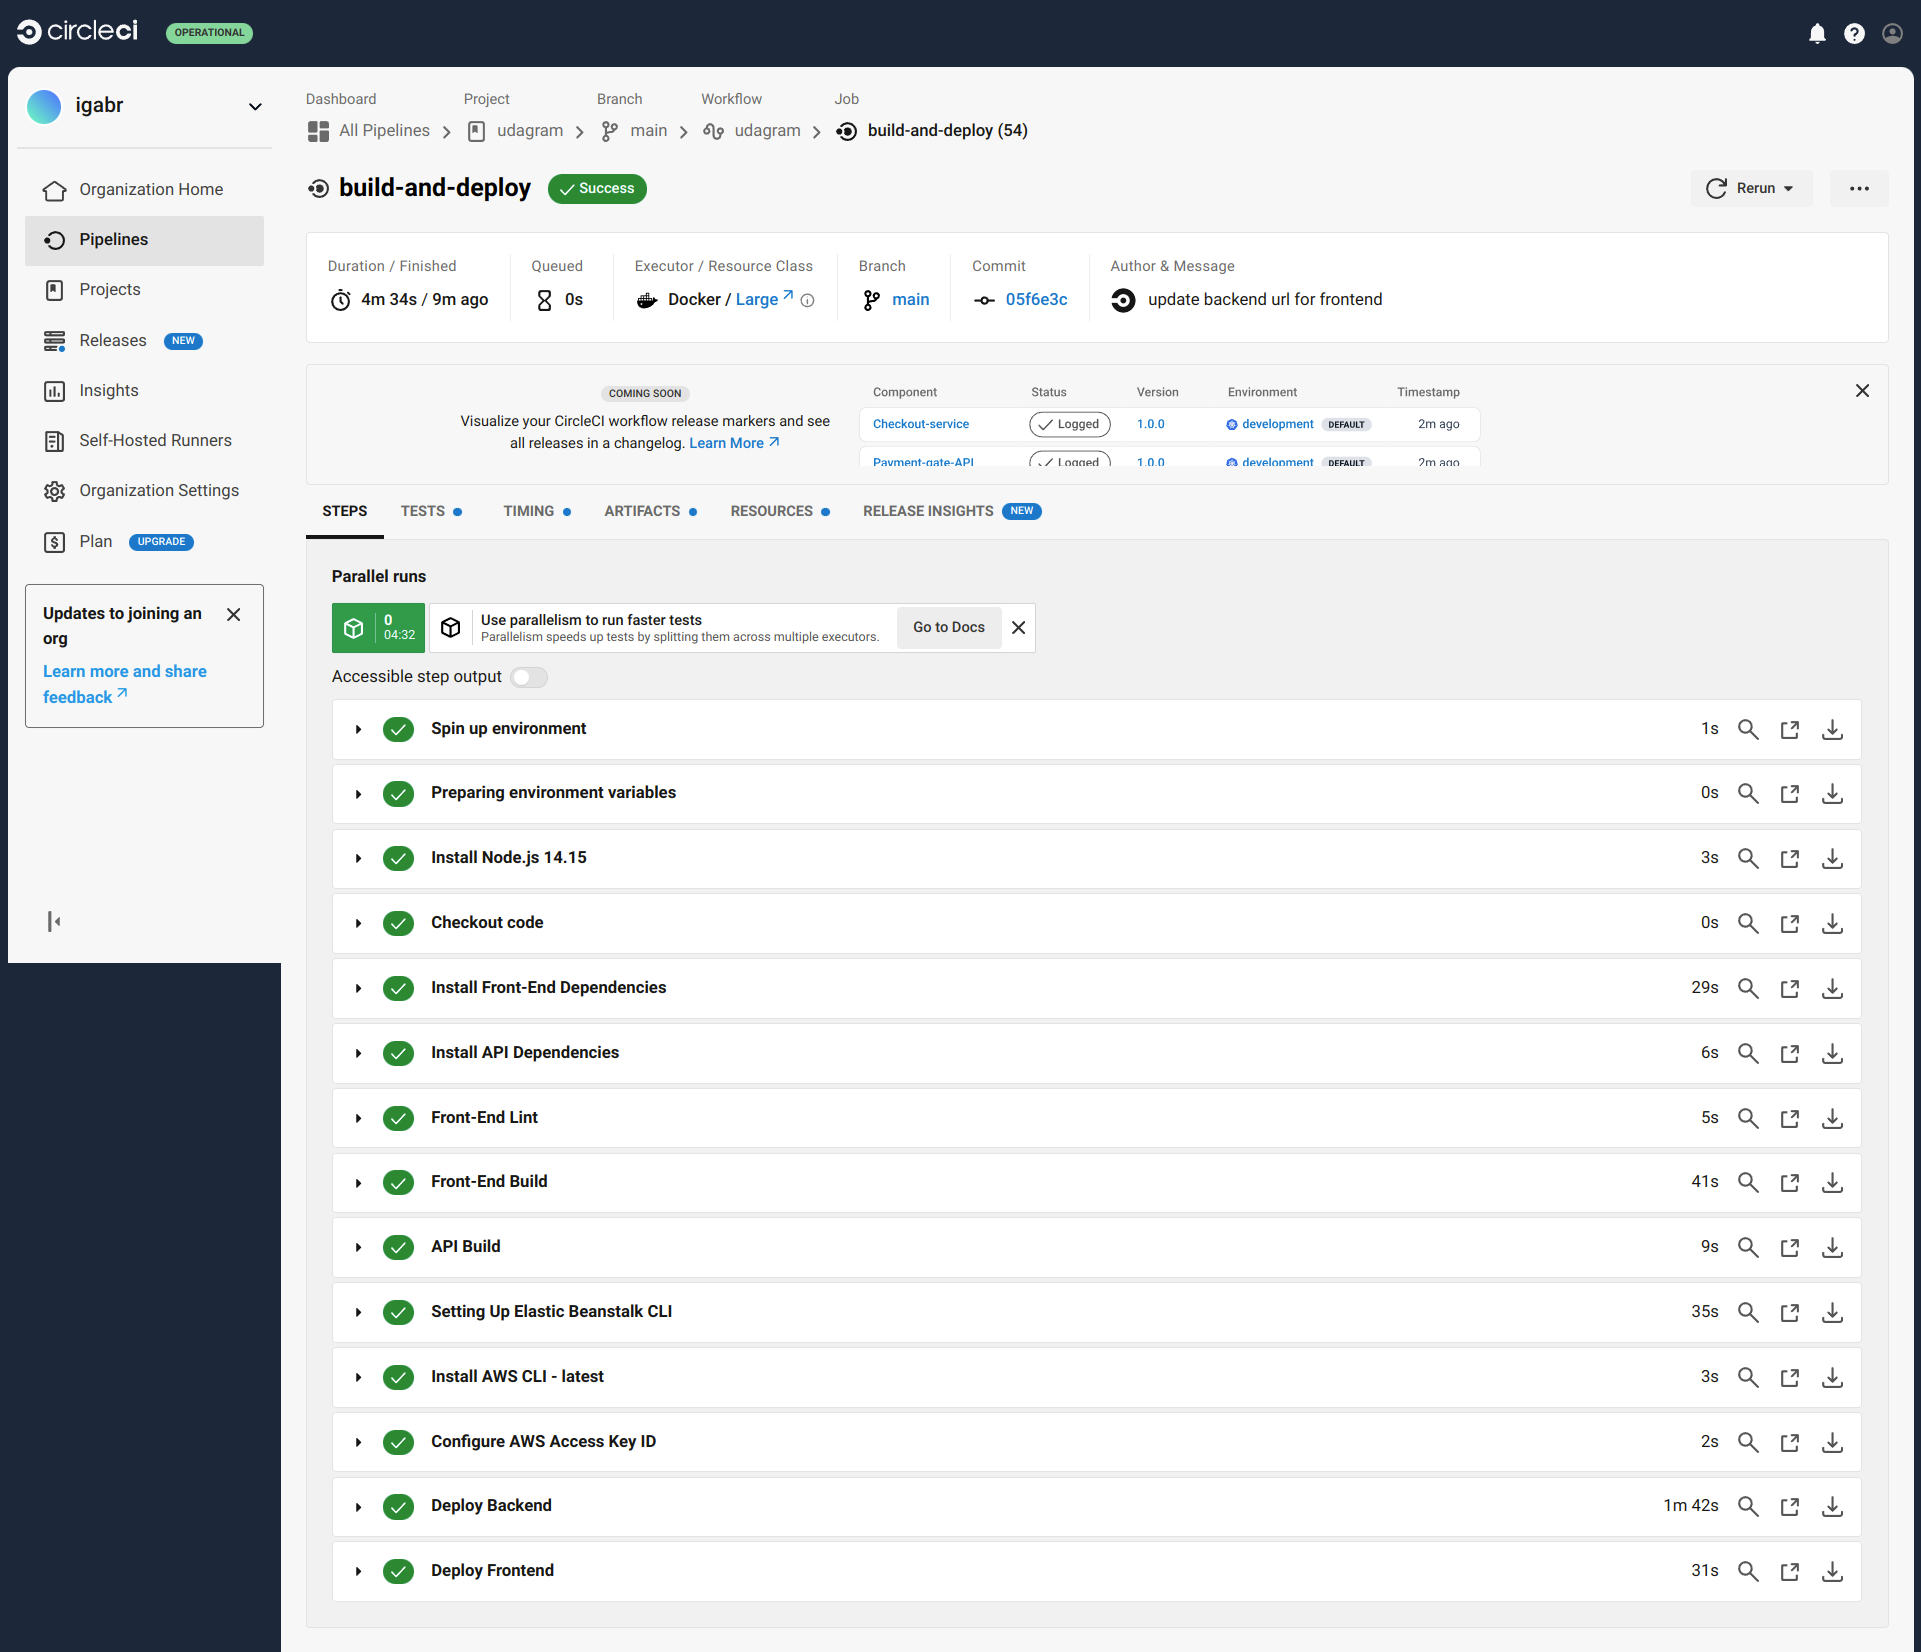 circleci
OPERATIONAL
igabr
Organization Home
Pipelines
Projects
Releases NEW
Insights
Self-Hosted Runners
Organization Settings
Plan UPGRADE
Updates to joining an
org
Learn more and share
feedback
Dashboard Project Branch Workflow Job
All Pipelines udagram main udagram build-and-deploy (54)
build-and-deploy Success
Rerun
Duration / Finished Queued Executor / Resource Class Branch Commit Author & Message
4m 34s / 9m ago 0s Docker / Large main 05f6e3c update backend url for frontend
COMING SOON
Visualize your CircleCI workflow release markers and see
all releases in a changelog. Learn More
Component Status Version Environment Timestamp
Checkout-service Logged 1.0.0 development DEFAULT 2m ago
Payment-gate-API Logged 1.0.0 development DEFAULT 2m ago
STEPS TESTS TIMING ARTIFACTS RESOURCES RELEASE INSIGHTS NEW
Parallel runs
0
04:32
Use parallelism to run faster tests
Parallelism speeds up tests by splitting them across multiple executors.
Go to Docs
Accessible step output
Spin up environment 1s
Preparing environment variables 0s
Install Node.js 14.15 3s
Checkout code 0s
Install Front-End Dependencies 29s
Install API Dependencies 6s
Front-End Lint 5s
Front-End Build 41s
API Build 9s
Setting Up Elastic Beanstalk CLI 35s
Install AWS CLI - latest 3s
Configure AWS Access Key ID 2s
Deploy Backend 1m 42s
Deploy Frontend 31s